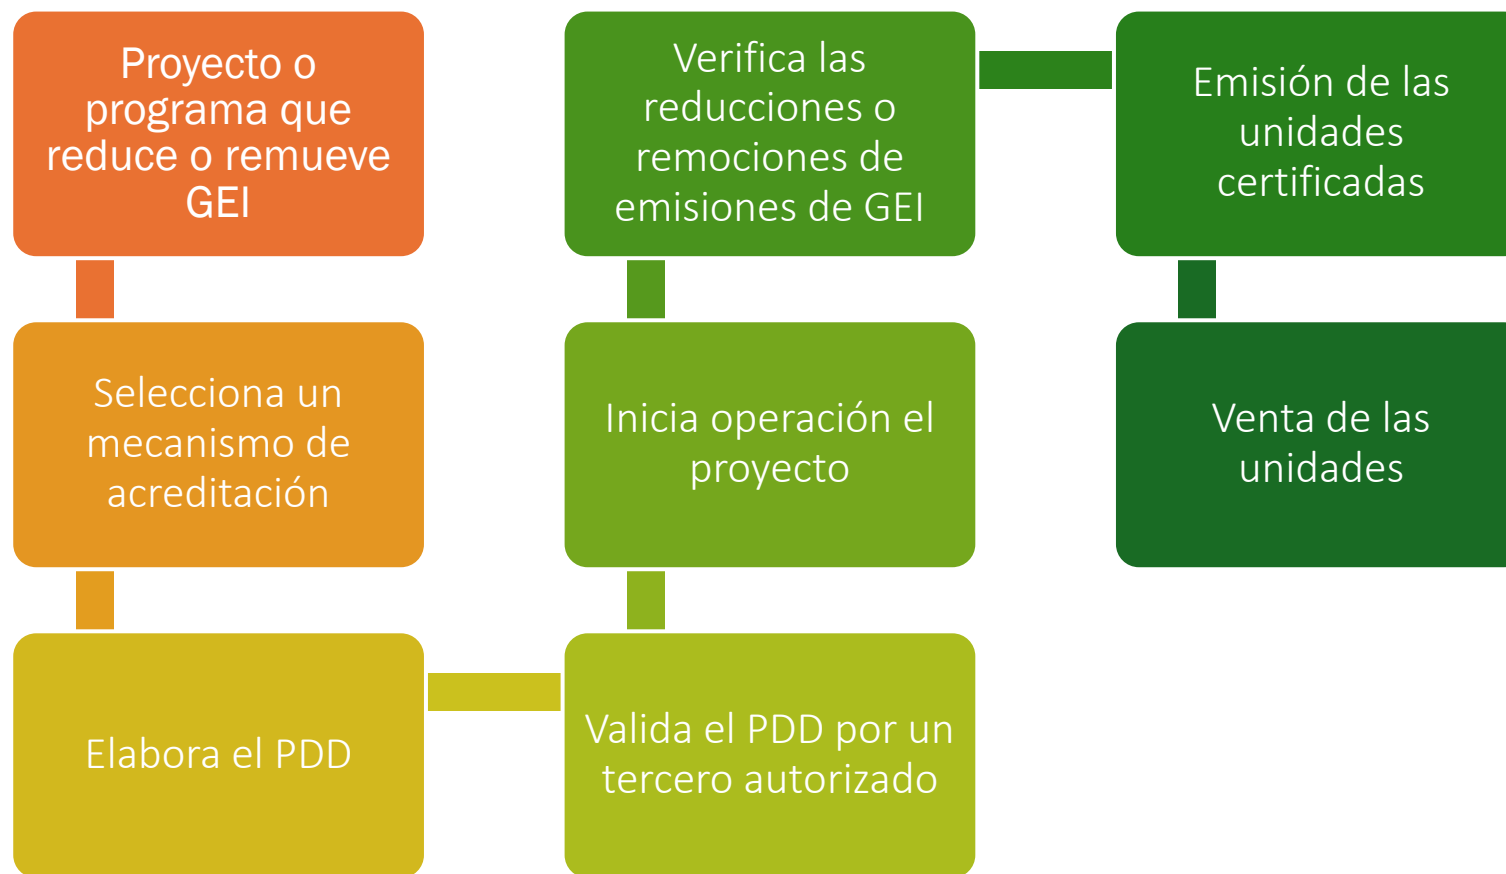 Proyecto o
programa que
reduce o remueve
GEI
Selecciona un
mecanismo de
acreditación
Elabora el PDD
Valida el PDD por un
tercero autorizado
Inicia operación el
proyecto
Verifica las
reducciones o
remociones de
emisiones de GEI
Emisión de las
unidades
certificadas
Venta de las
unidades